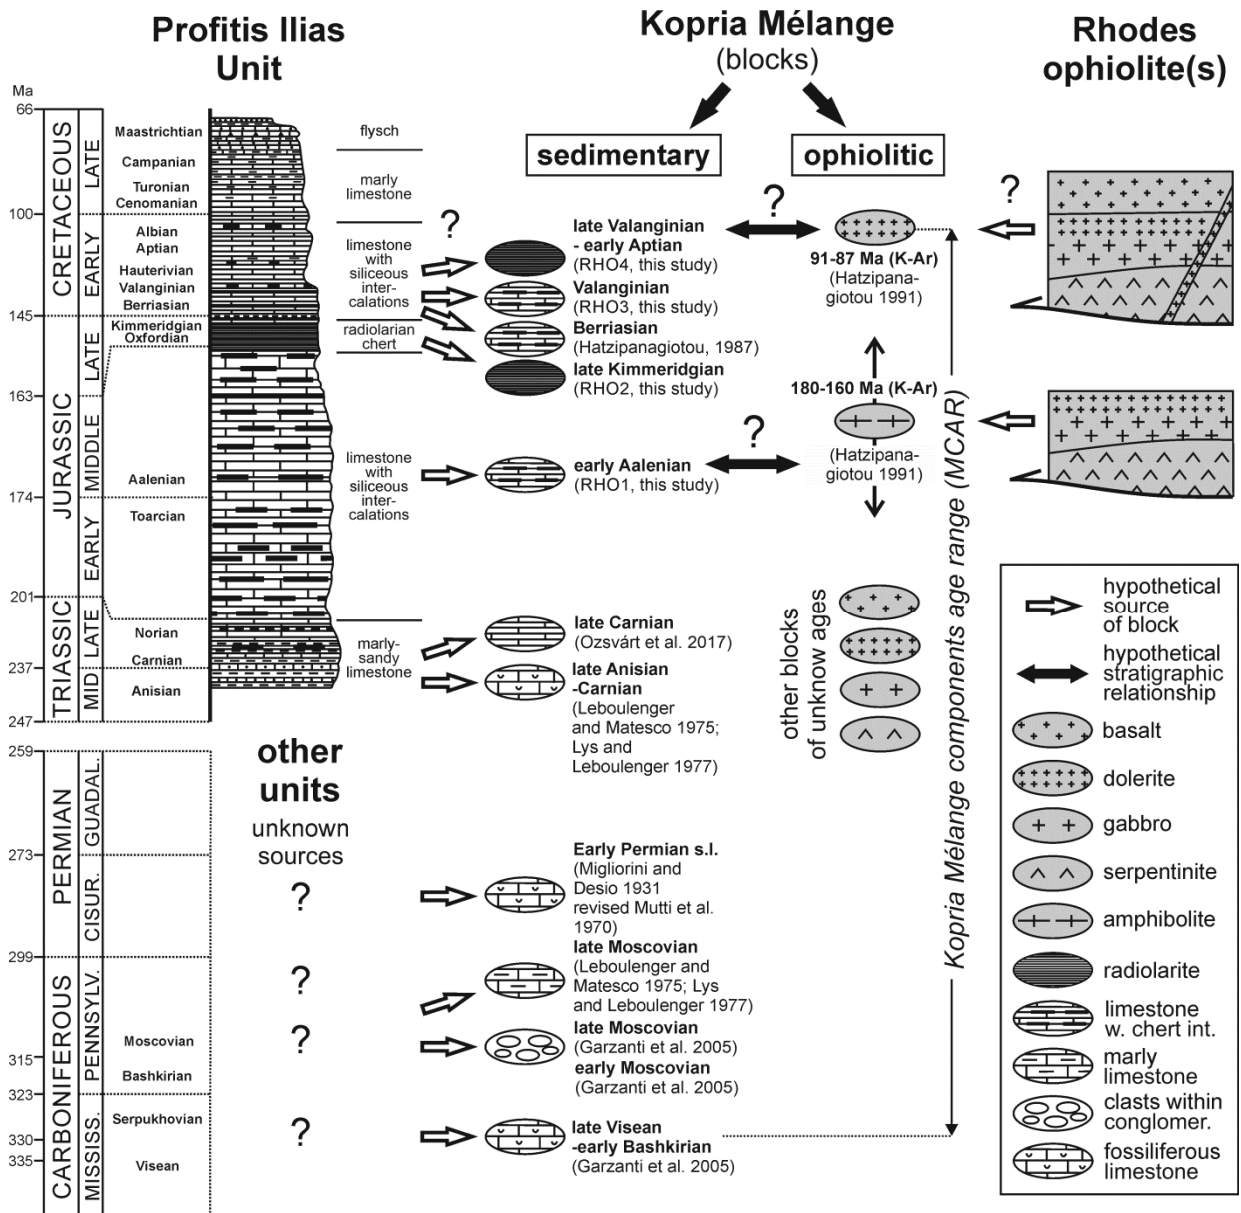 Profitis Ilias
Unit
Kopria Mélange
(blocks)
Rhodes
ophiolite(s)
sedimentary
ophiolitic
Ma
66
100
145
163
174
201
237
247
259
273
299
315
323
330
335
CRETACEOUS
LATE
EARLY
JURASSIC
LATE
MIDDLE
EARLY
TRIASSIC
LATE
MID
PERMIAN
GUADAL.
CISUR.
CARBONIFEROUS
PENNSYLV.
MISSISS.
Maastrichtian
Campanian
Turonian
Cenomanian
Albian
Aptian
Hauterivian
Valanginian
Berriasian
Kimmeridgian
Oxfordian
Aalenian
Toarcian
Norian
Carnian
Anisian
Moscovian
Bashkirian
Serpukhovian
Visean
flysch
marly
limestone
limestone
with
siliceous
inter-
calations
radiolarian
chert
limestone
with
siliceous
inter-
calations
marly-
sandy
limestone
other
units
unknown
sources
?
?
?
?
?
late Valanginian
- early Aptian
(RHO4, this study)
Valanginian
(RHO3, this study)
Berriasian
(Hatzipanagiotou, 1987)
late Kimmeridgian
(RHO2, this study)
early Aalenian
(RHO1, this study)
late Carnian
(Ozsvárt et al. 2017)
late Anisian
-Carnian
(Leboulenger
and Matesco 1975;
Lys and
Leboulenger 1977)
Early Permian s.l.
(Migliorini and
Desio 1931
revised Mutti et al.
1970)
late Moscovian
(Leboulenger and
Matesco 1975; Lys
and Leboulenger 1977)
late Moscovian
(Garzanti et al. 2005)
early Moscovian
(Garzanti et al. 2005)
late Visean
-early Bashkirian
(Garzanti et al. 2005)
?
91-87 Ma (K-Ar)
(Hatzipana-
giotou 1991)
180-160 Ma (K-Ar)
?
(Hatzipana-
giotou 1991)
other blocks
of unknow ages
Kopria Mélange components age range (MCAR)
?
hypothetical
source
of block
hypothetical
stratigraphic
relationship
basalt
dolerite
gabbro
serpentinite
amphibolite
radiolarite
limestone
w. chert int.
marly
limestone
clasts within
conglomer.
fossiliferous
limestone